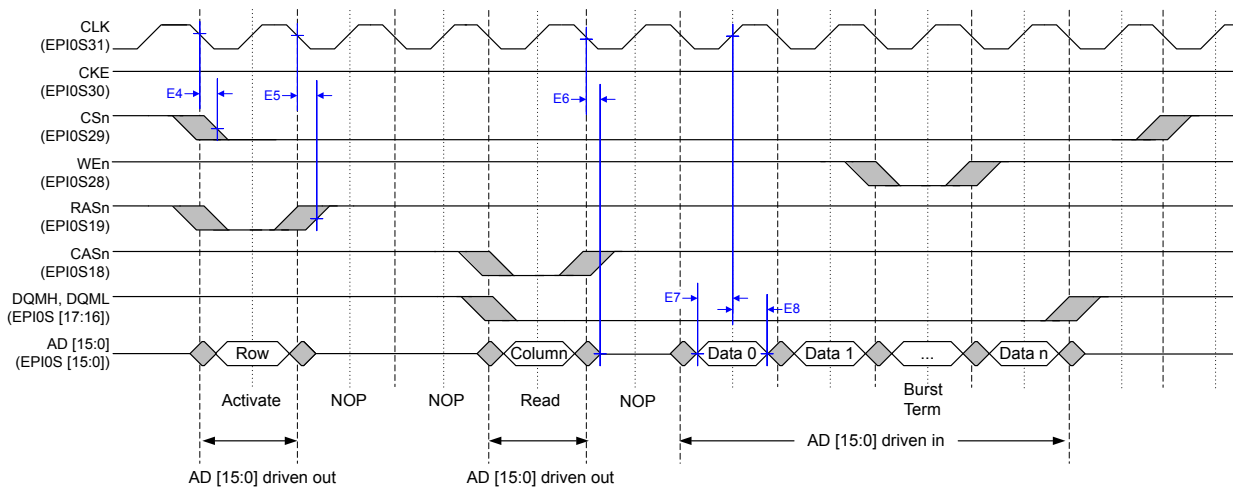 CLK
(EPI0S31)
CKE
(EPI0S30)
E4
E5
E6
CSn
(EPI0S29)
WEn
(EPI0S28)
RASn
(EPI0S19)
CASn
(EPI0S18)
DQMH, DQML
(EPI0S [17:16])
E7
E8
AD [15:0]
(EPI0S [15:0])
Row
Column
Data 0
Data 1
...
Data n
Activate
NOP
NOP
Read
NOP
Burst
Term
AD [15:0] driven in
AD [15:0] driven out
AD [15:0] driven out